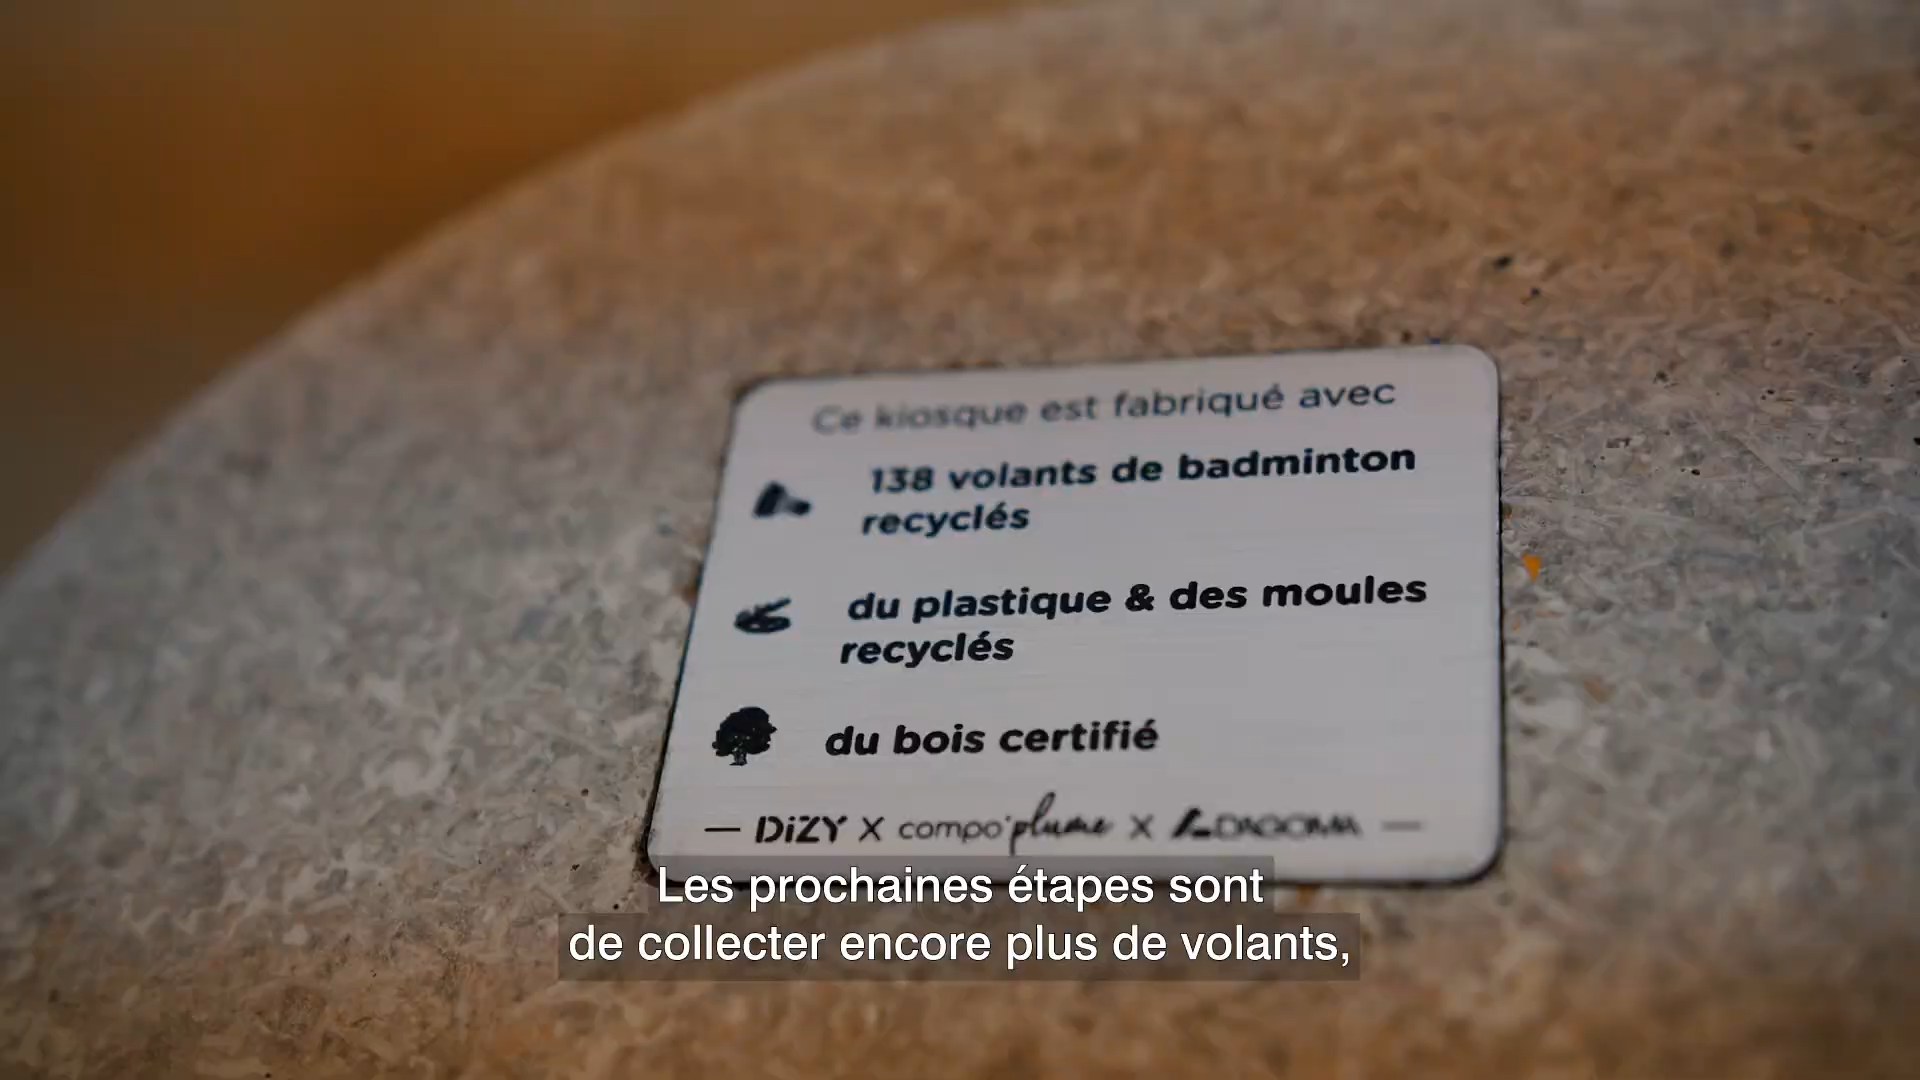 Ce kiosque est fabriqué avec
138 volants de badminton
recyclés
du plastique & des moules
recyclés
du bois certifié
— DiZY X compo'plume X DAGOMA —
Les prochaines étapes sont
de collecter encore plus de volants,